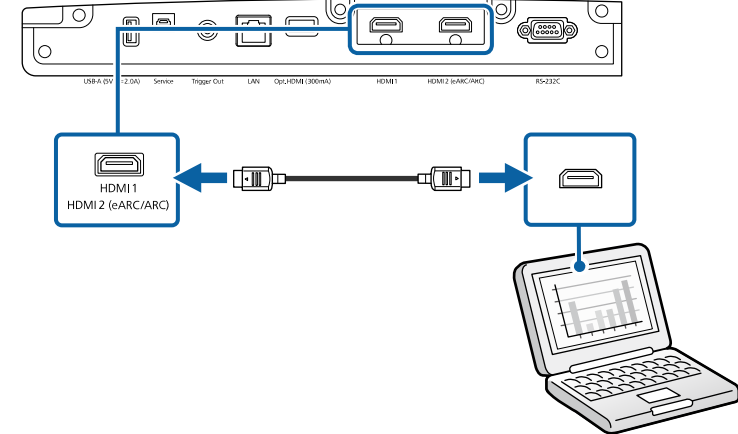 USB-A (5V ⎓ 2.0A) Service Trigger Out LAN Opt.HDMI (300mA) HDMI1 HDMI2 (eARC/ARC) RS-232C
HDMI1
HDMI2 (eARC/ARC)